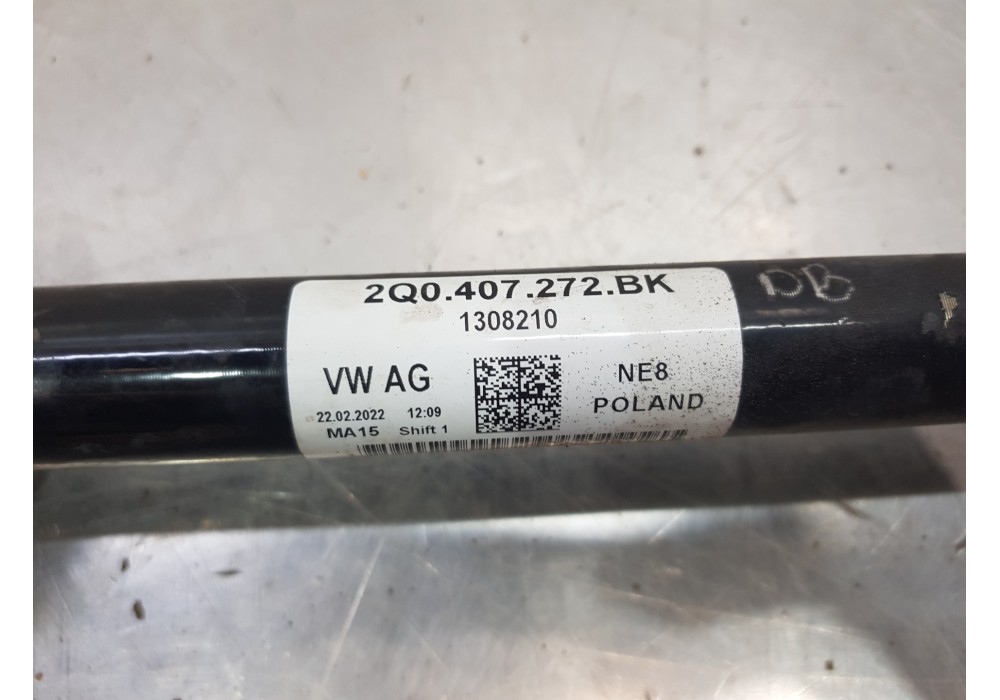 2Q0.407.272.BK
1308210
VW AG
NE8
POLAND
22.02.2022 12:09
MA15 Shift 1
DB